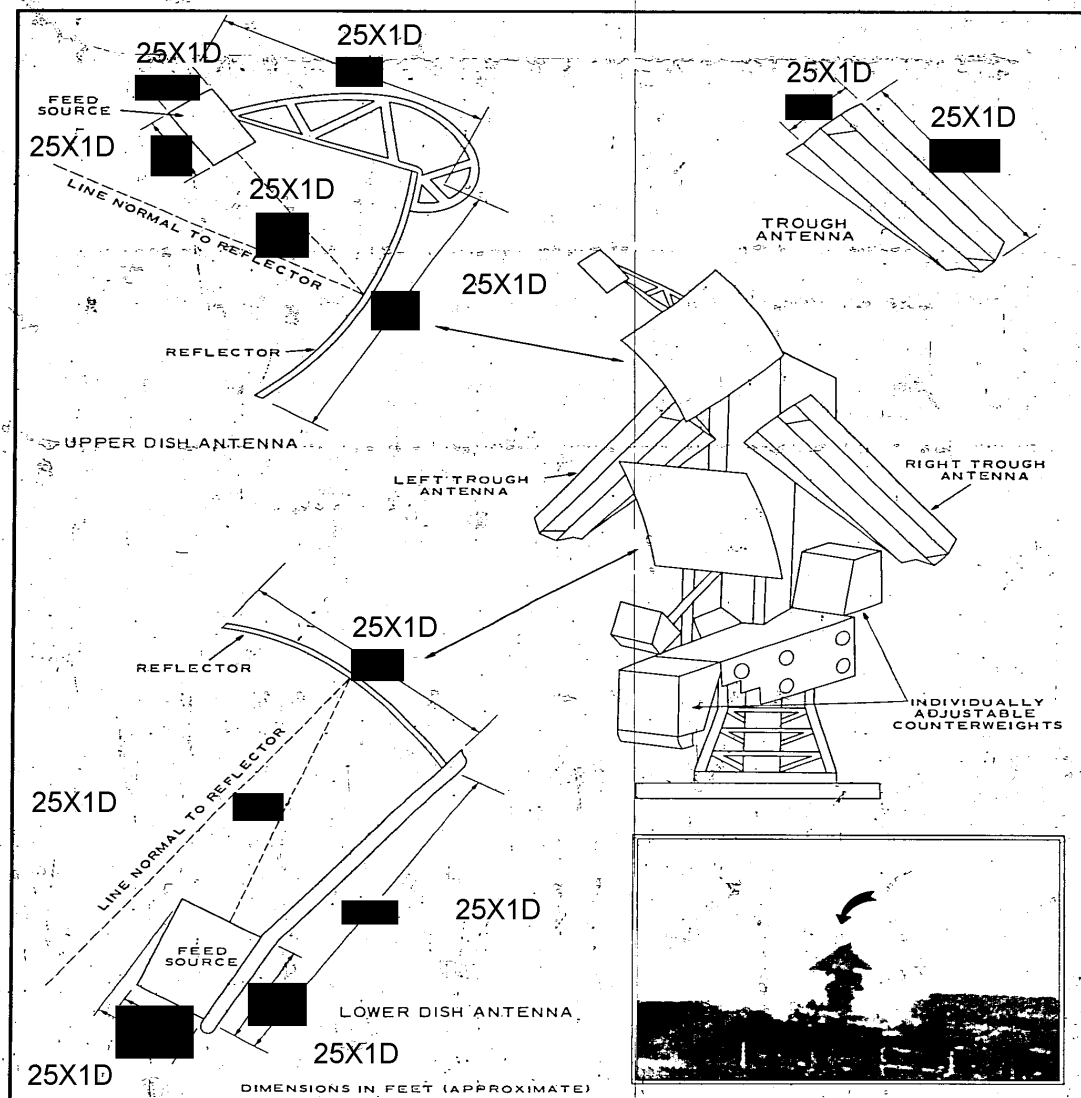 25X1D
25X1D
FEED
SOURCE
25X1D
25X1D
LINE NORMAL TO REFLECTOR
25X1D
REFLECTOR
UPPER DISH ANTENNA
25X1D
25X1D
TROUGH
ANTENNA
LEFT TROUGH
ANTENNA
RIGHT TROUGH
ANTENNA
25X1D
REFLECTOR
INDIVIDUALLY
ADJUSTABLE
COUNTERWEIGHTS
25X1D
LINE NORMAL TO REFLECTOR
25X1D
FEED
SOURCE
LOWER DISH ANTENNA
25X1D
25X1D
DIMENSIONS IN FEET (APPROXIMATE)